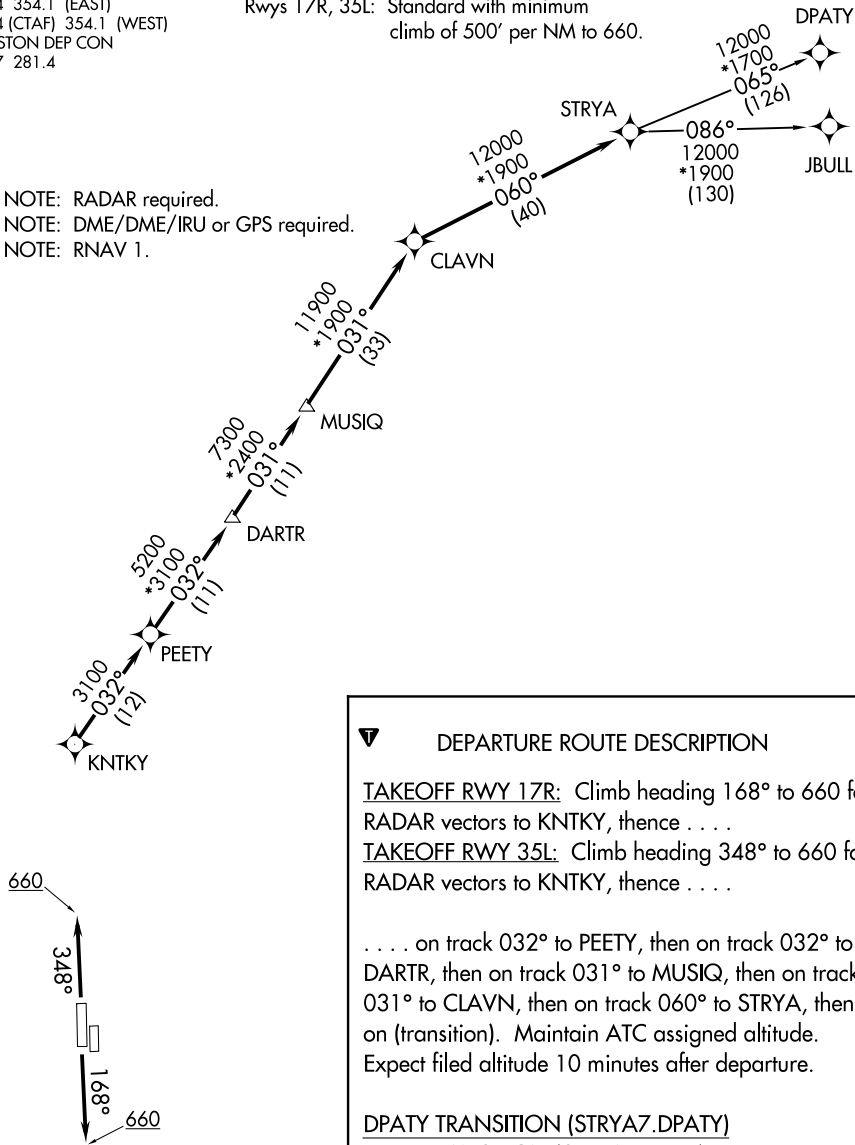 354.1 (EAST)
(CTAF) 354.1 (WEST)
DEP CON
281.4
Rwys 17R, 35L: Standard with minimum
climb of 500' per NM to 660.
DPATY
12000
*1700
065°
(126)
STRYA
086°
12000
*1900
(130)
JBULL
12000
*1900
060°
(40)
NOTE: RADAR required.
NOTE: DME/DME/IRU or GPS required.
NOTE: RNAV 1.
CLAVN
11900
*1900
031°
(33)
MUSIQ
7300
*2400
031°
(11)
DARTR
5200
*3100
032°
(11)
PEETY
3100
032°
(12)
KNTKY
660
348°
168°
660
T
DEPARTURE ROUTE DESCRIPTION
TAKEOFF RWY 17R: Climb heading 168° to 660
RADAR vectors to KNTKY, thence . . . .
TAKEOFF RWY 35L: Climb heading 348° to 660
RADAR vectors to KNTKY, thence . . . .
. . . . on track 032° to PEETY, then on track 032° to
DARTR, then on track 031° to MUSIQ, then on track
031° to CLAVN, then on track 060° to STRYA, then
on (transition). Maintain ATC assigned altitude.
Expect filed altitude 10 minutes after departure.
DPATY TRANSITION (STRYA7.DPATY)